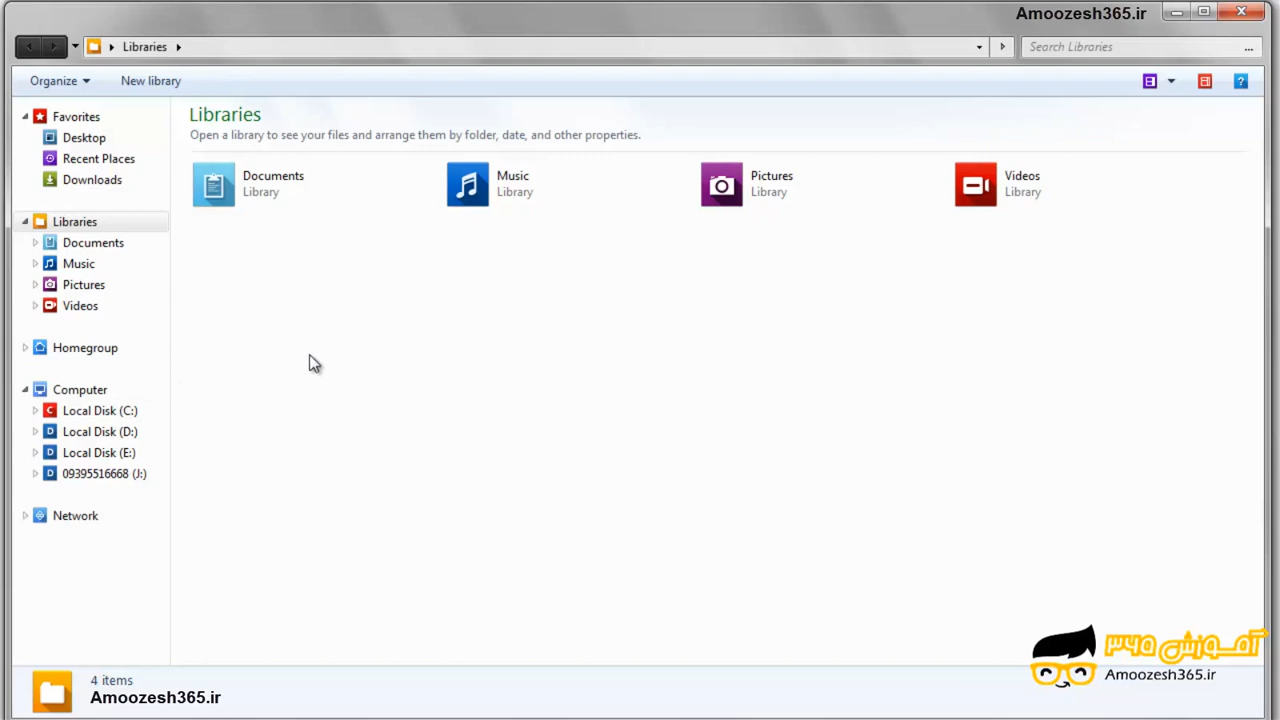 Amoozesh365.ir
Libraries
Search Libraries
...
Organize
New library
?
Favorites
Desktop
Recent Places
Downloads
Libraries
Documents
Music
Pictures
Videos
Homegroup
Computer
Local Disk (C:)
Local Disk (D:)
Local Disk (E:)
09395516668 (J:)
Network
Libraries
Open a library to see your files and arrange them by folder, date, and other properties.
Documents
Library
Music
Library
Pictures
Library
Videos
Library
4 items
Amoozesh365.ir
آموزش ۳۶۵
Amoozesh365.ir